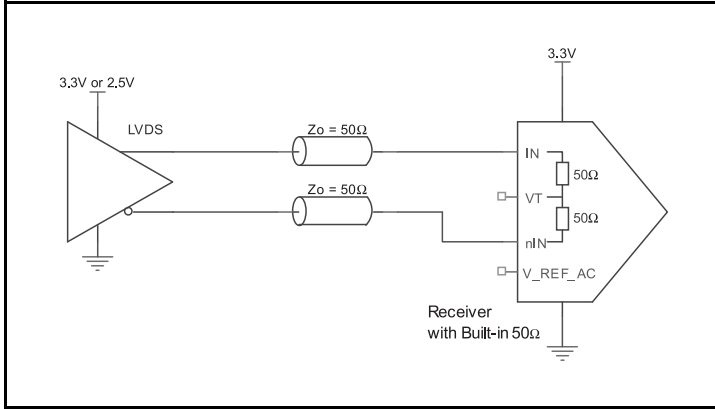 3.3V
3.3V or 2.5V
LVDS
Zo = 50Ω
IN
50Ω
Zo = 50Ω
VT
50Ω
nIN
V_REF_AC
Receiver
with Built-in 50Ω